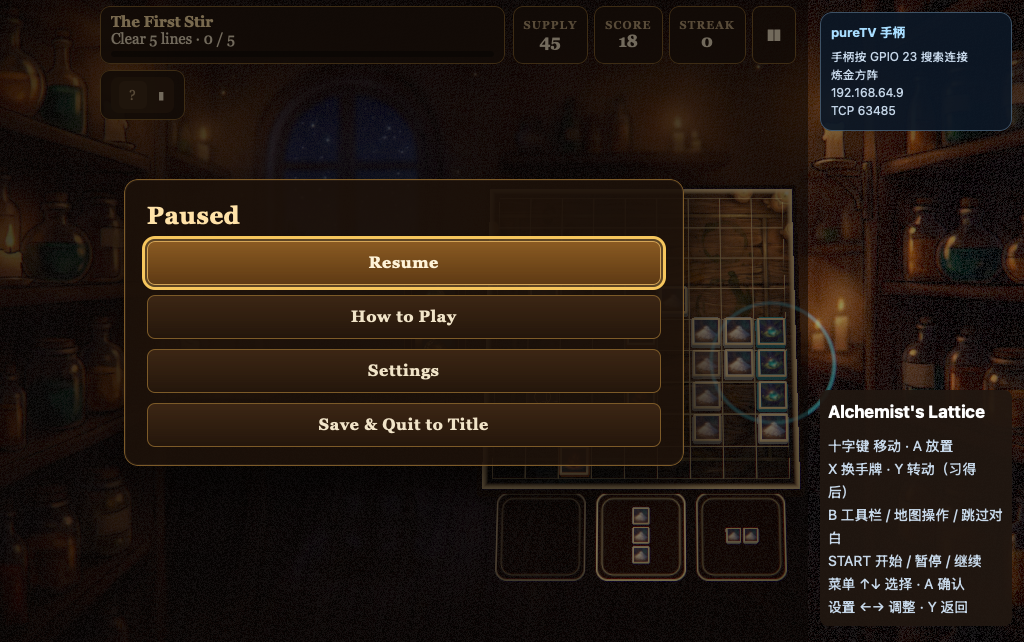 The First Stir
Clear 5 lines · 0 / 5
SUPPLY
45
SCORE
18
STREAK
0
?
Paused
Resume
How to Play
Settings
Save & Quit to Title
pureTV 手柄
手柄按 GPIO 23 搜索连接
炼金方阵
192.168.64.9
TCP 63485
Alchemist's Lattice
十字键 移动 · A 放置
X 换手牌 · Y 转动（习得
后）
B 工具栏 / 地图操作 / 跳过对
白
START 开始 / 暂停 / 继续
菜单 ↑↓ 选择 · A 确认
设置 ←→ 调整 · Y 返回